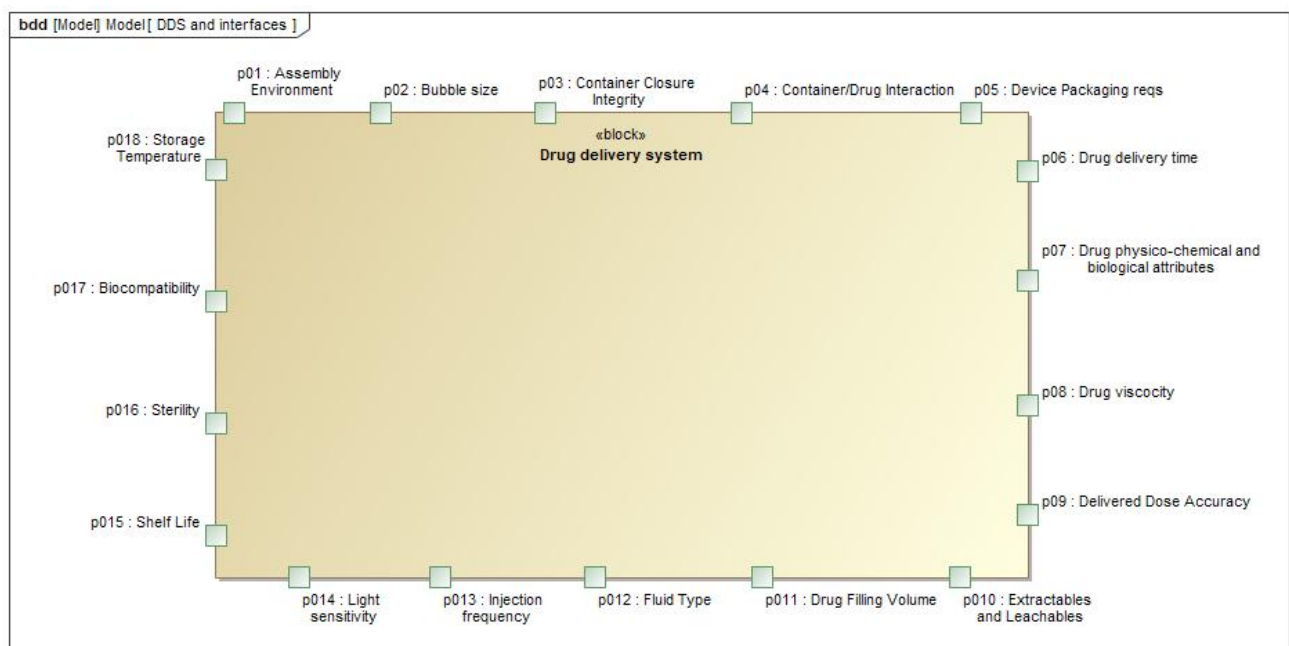 bdd [Model] Model[ DDS and interfaces ]
p01 : Assembly
Environment
p02 : Bubble size
p03 : Container Closure
Integrity
p04 : Container/Drug Interaction
p05 : Device Packaging reqs
«block»
Drug delivery system
p018 : Storage
Temperature
p06 : Drug delivery time
p07 : Drug physico-chemical and
biological attributes
p017 : Biocompatibility
p08 : Drug viscocity
p016 : Sterility
p09 : Delivered Dose Accuracy
p015 : Shelf Life
p014 : Light
sensitivity
p013 : Injection
frequency
p012 : Fluid Type
p011 : Drug Filling Volume
p010 : Extractables
and Leachables